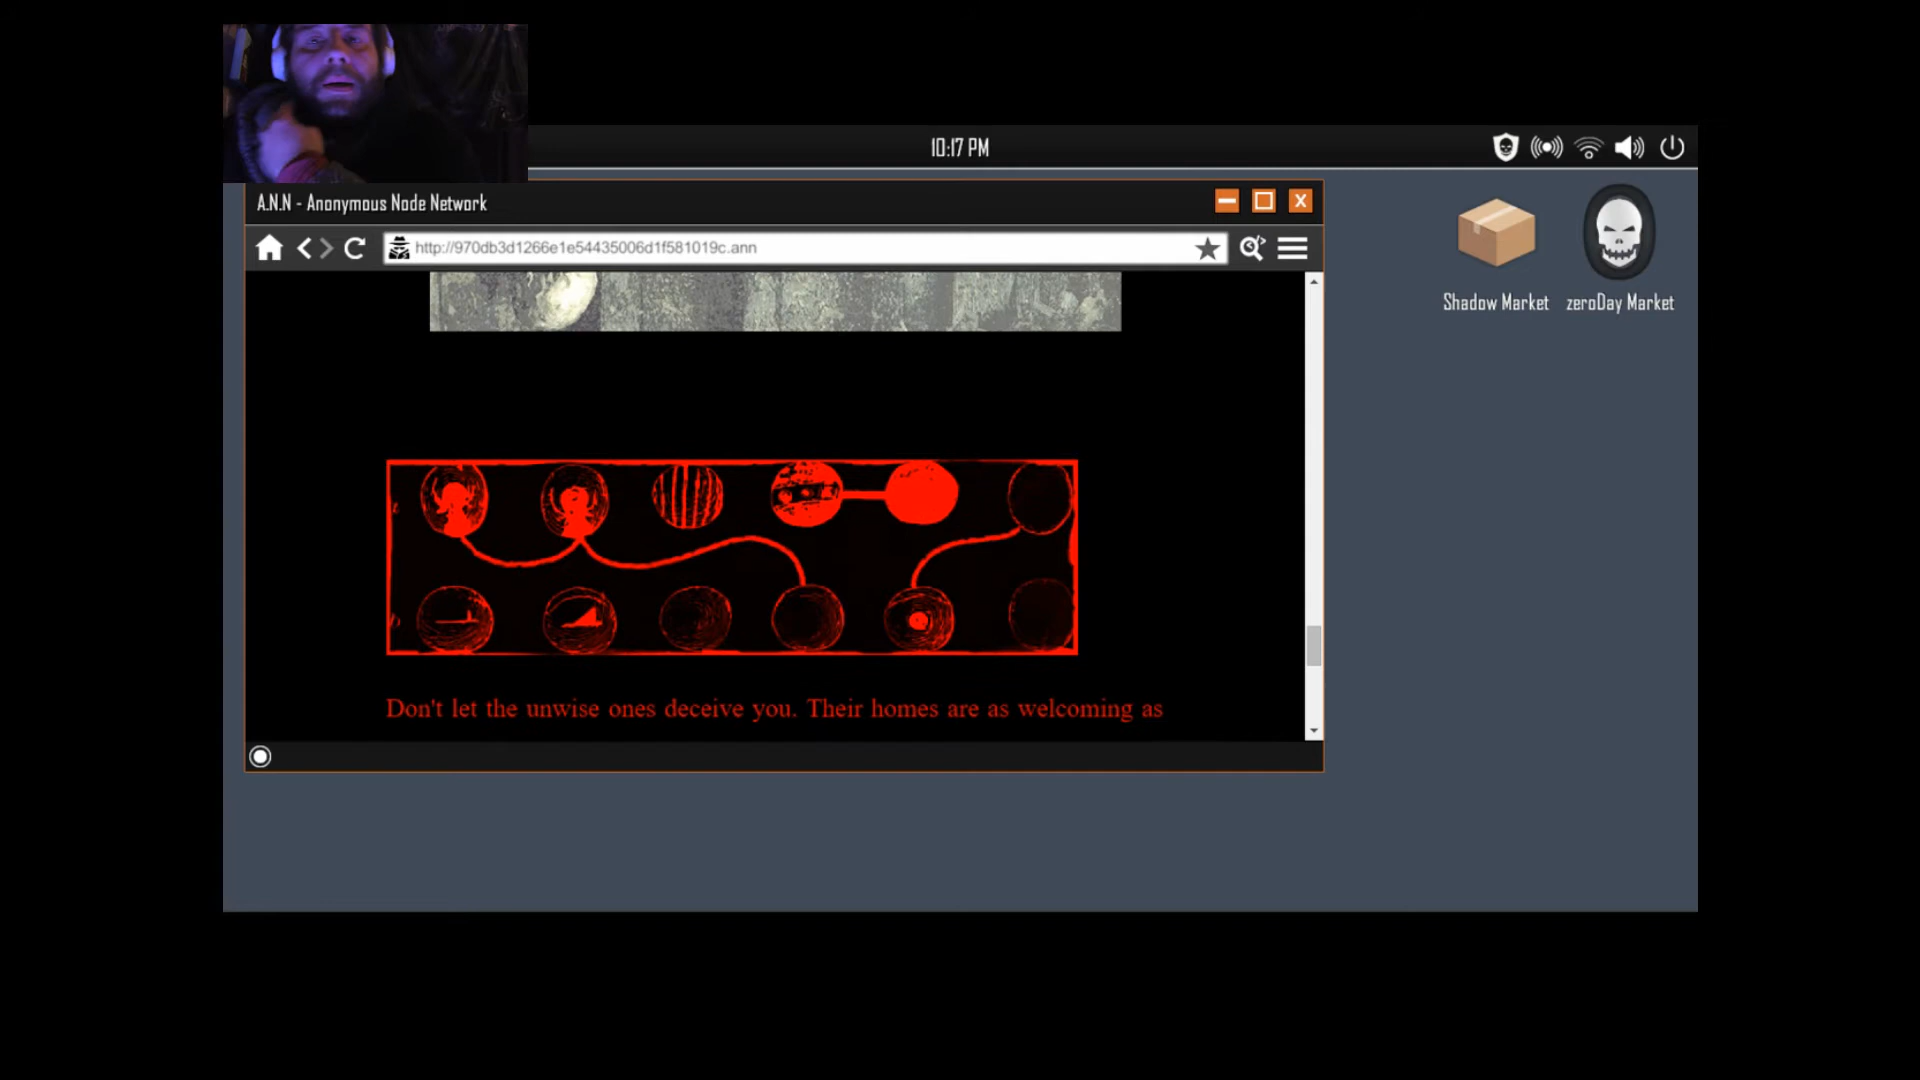 10:17 PM
A.N.N - Anonymous Node Network
http://970db3d1266e1e54435006d1f581019c.ann
Shadow Market
zeroDay Market
Don't let the unwise ones deceive you. Their homes are as welcoming as